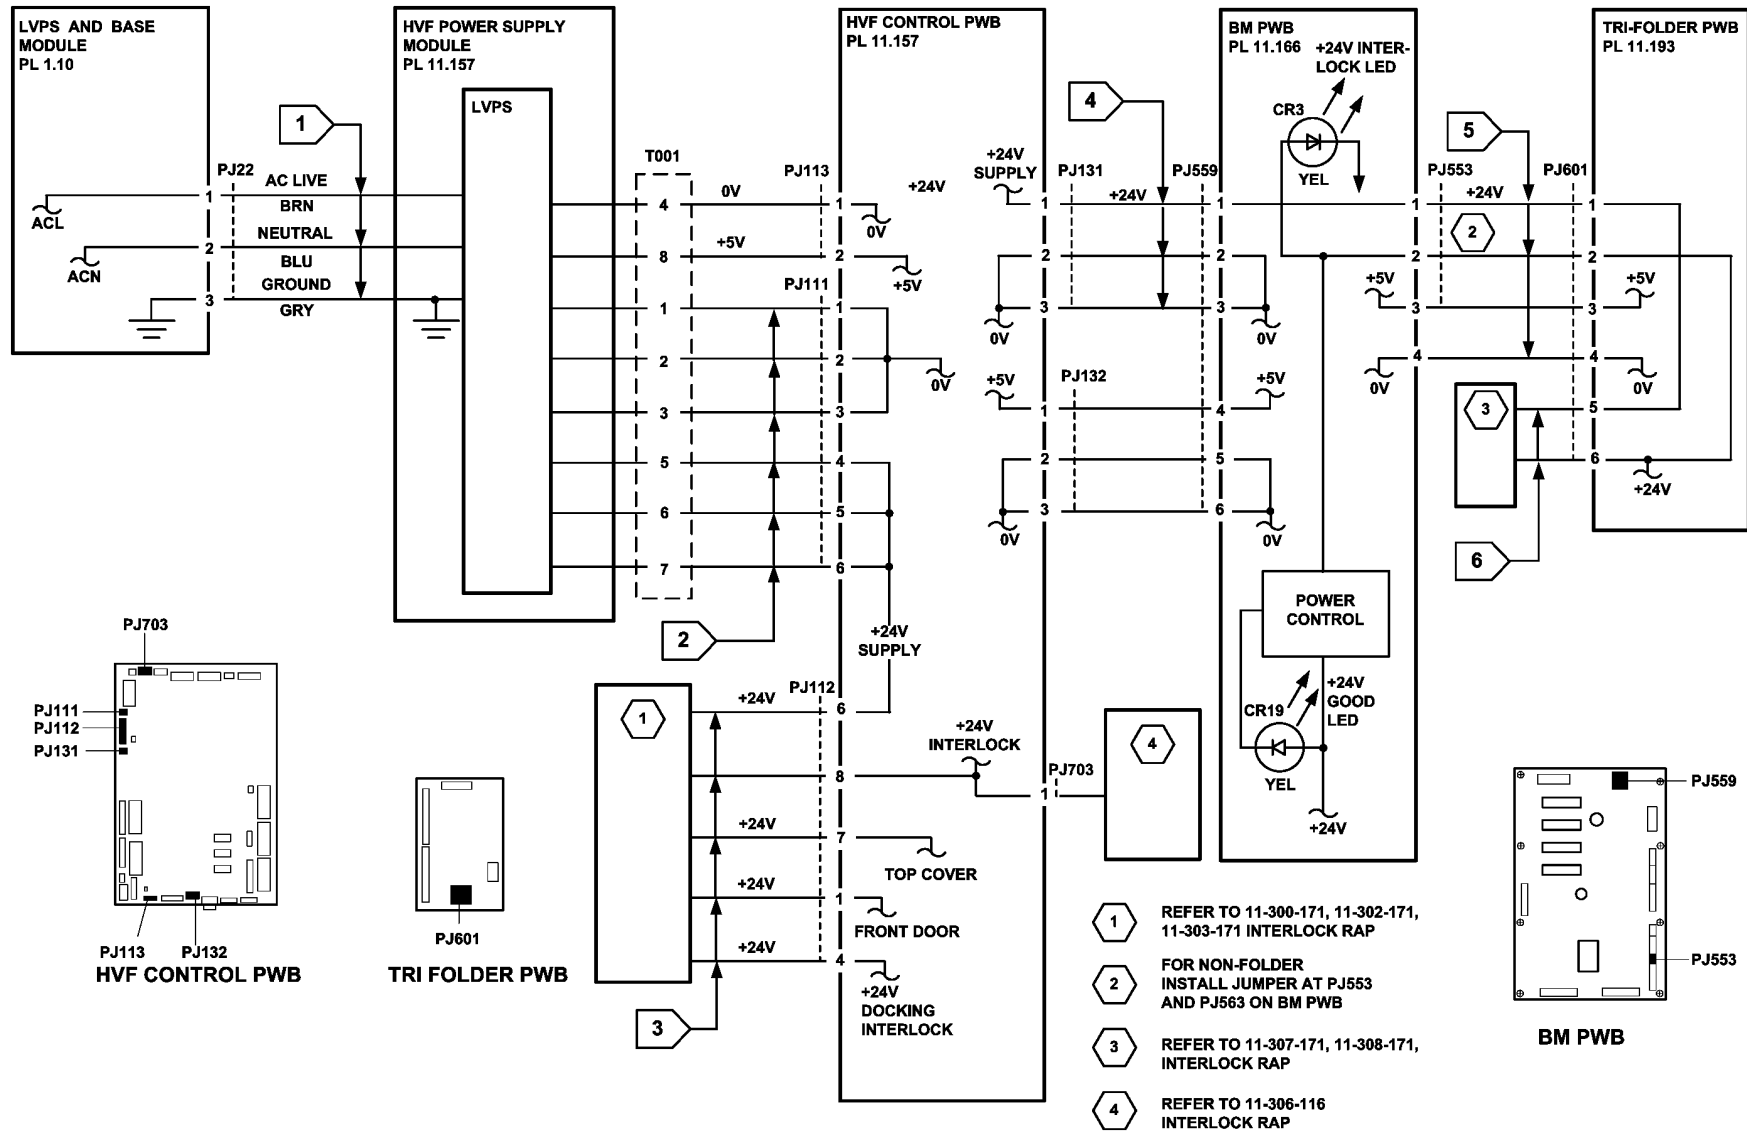 LVPS AND BASE
MODULE
PL 1.10
HVF POWER SUPPLY
MODULE
PL 11.157
HVF CONTROL PWB
PL 11.157
BM PWB
PL 11.166
+24V INTER-
LOCK LED
TRI-FOLDER PWB
PL 11.193
LVPS
1
4
5
CR3
YEL
T001
PJ22
PJ113
+24V
+24V
SUPPLY
PJ131
PJ559
PJ553
PJ601
1
AC LIVE
BRN
ACL
4
0V
1
0V
1
+24V
1
1
+24V
1
2
2
NEUTRAL
BLU
ACN
8
+5V
2
+5V
2
2
2
2
3
GROUND
GRY
PJ111
1
1
3
0V
3
0V
+5V
3
3
+5V
2
2
0V
4
0V
4
0V
3
3
+5V
PJ132
1
4
+5V
3
5
5
4
2
5
6
+24V
6
5
3
0V
6
0V
7
6
6
2
+24V
SUPPLY
POWER
CONTROL
+24V
GOOD
LED
CR19
YEL
+24V
PJ703
PJ111
PJ112
PJ131
PJ113
PJ132
HVF CONTROL PWB
PJ601
TRI FOLDER PWB
1
+24V
PJ112
6
8
+24V
INTERLOCK
PJ703
1
4
+24V
7
TOP COVER
+24V
1
FRONT DOOR
+24V
4
+24V
DOCKING
INTERLOCK
3
PJ559
PJ553
BM PWB
1
REFER TO 11-300-171, 11-302-171,
11-303-171 INTERLOCK RAP
2
FOR NON-FOLDER
INSTALL JUMPER AT PJ553
AND PJ563 ON BM PWB
3
REFER TO 11-307-171, 11-308-171,
INTERLOCK RAP
4
REFER TO 11-306-116
INTERLOCK RAP